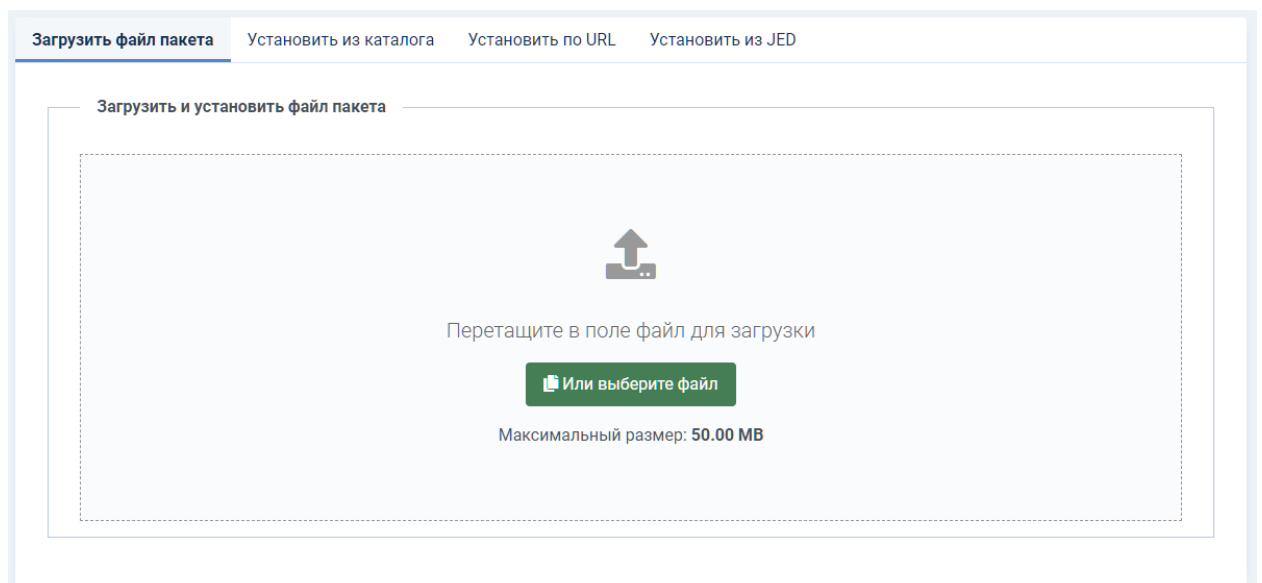 Загрузить файл пакета Установить из каталога Установить по URL Установить из JED
Загрузить и установить файл пакета
Перетащите в поле файл для загрузки
Или выберите файл
Максимальный размер: 50.00 MB